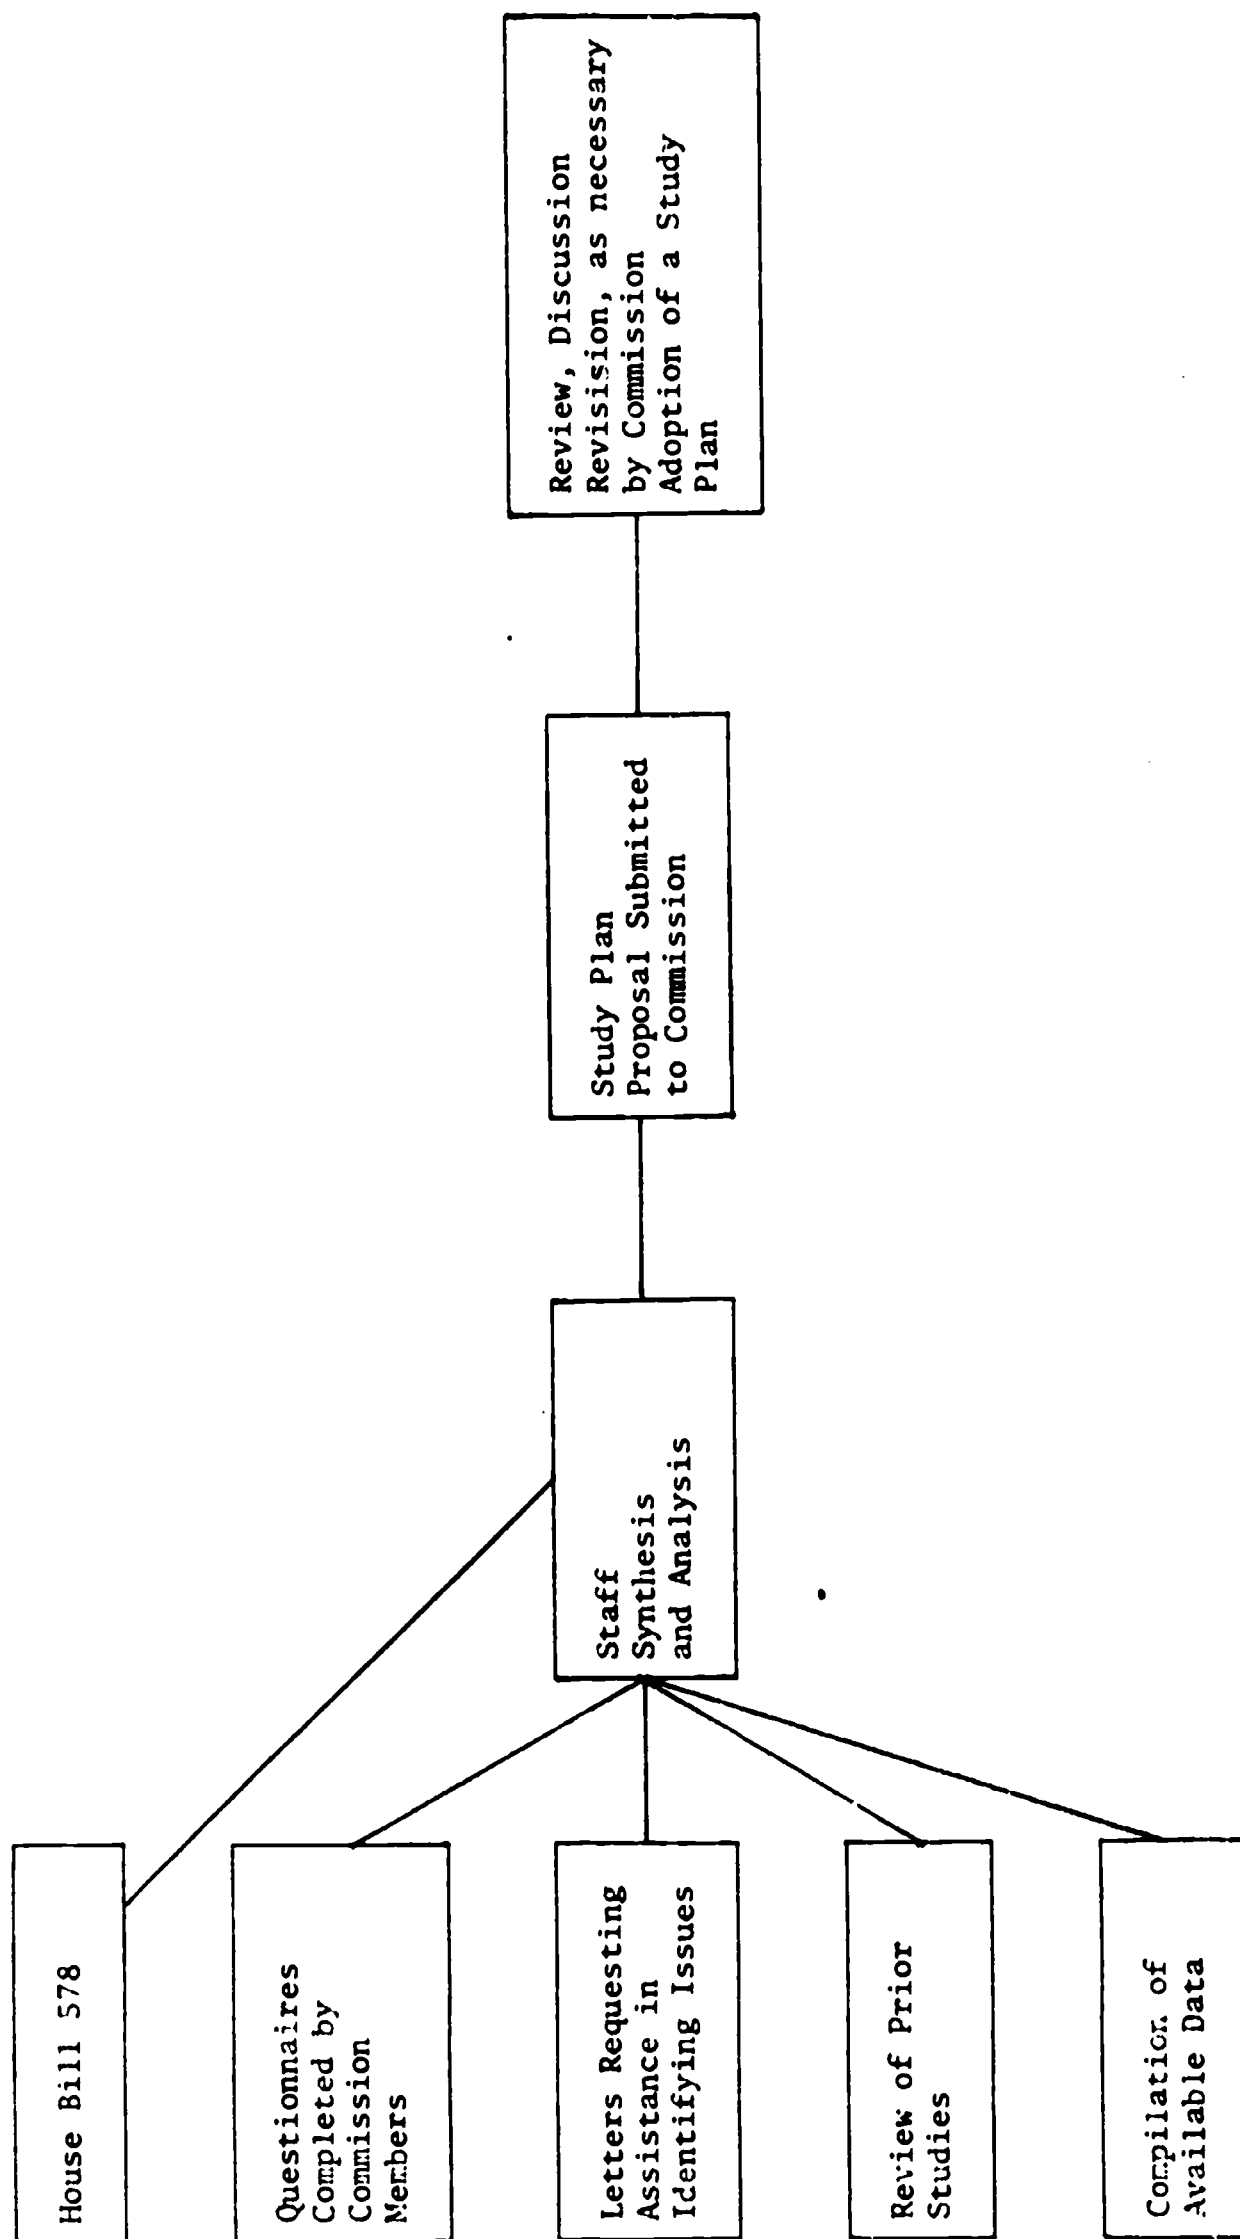 House Bill 578
Questionnaires
Completed by
Commission
Members
Letters Requesting
Assistance in
Identifying Issues
Review of Prior
Studies
Compilation of
Available Data
Staff
Synthesis
and Analysis
Study Plan
Proposal Submitted
to Commission
Review, Discussion
Revisision, as necessary
by Commission
Adoption of a Study
Plan